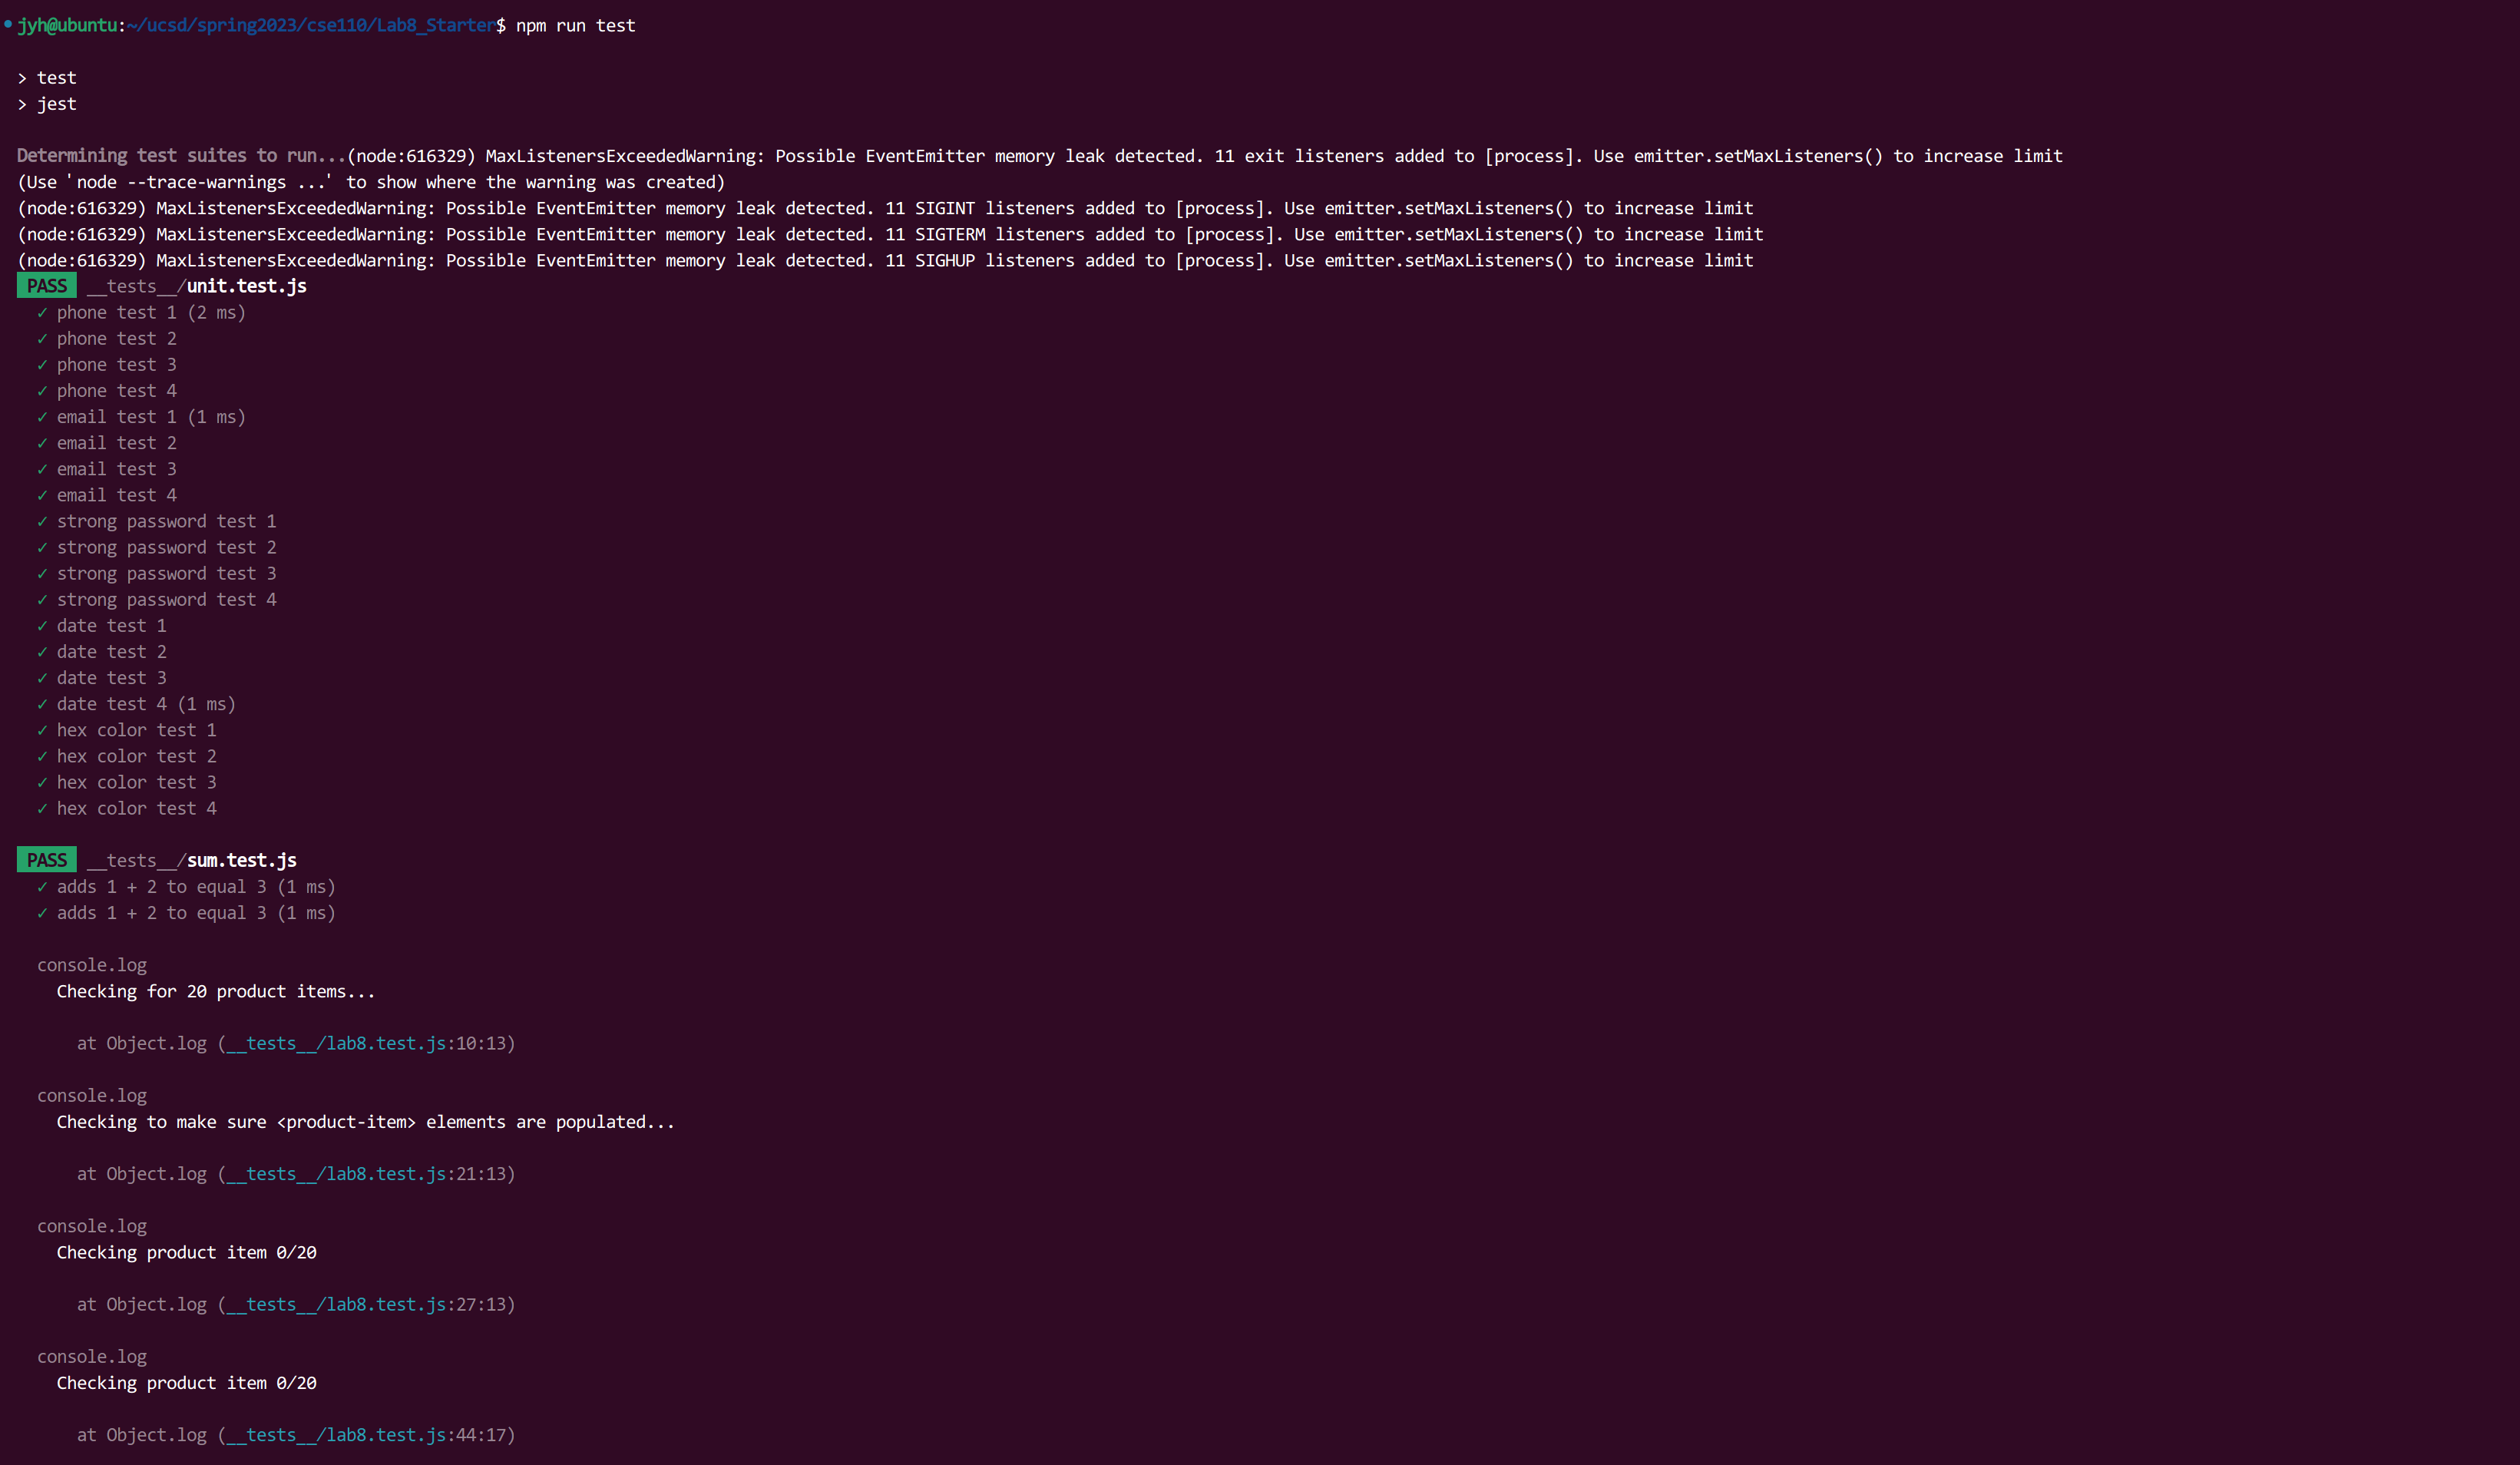 jyh@ubuntu:~/ucsd/spring2023/cse110/Lab8_Starter$ npm run test
> test
> jest
Determining test suites to run...(node:616329) MaxListenersExceededWarning: Possible EventEmitter memory leak detected. 11 exit listeners added to [process]. Use emitter.setMaxListeners() to increase limit
(Use `node --trace-warnings ...` to show where the warning was created)
(node:616329) MaxListenersExceededWarning: Possible EventEmitter memory leak detected. 11 SIGINT listeners added to [process]. Use emitter.setMaxListeners() to increase limit
(node:616329) MaxListenersExceededWarning: Possible EventEmitter memory leak detected. 11 SIGTERM listeners added to [process]. Use emitter.setMaxListeners() to increase limit
(node:616329) MaxListenersExceededWarning: Possible EventEmitter memory leak detected. 11 SIGHUP listeners added to [process]. Use emitter.setMaxListeners() to increase limit
PASS __tests__/unit.test.js
✓ phone test 1 (2 ms)
✓ phone test 2
✓ phone test 3
✓ phone test 4
✓ email test 1 (1 ms)
✓ email test 2
✓ email test 3
✓ email test 4
✓ strong password test 1
✓ strong password test 2
✓ strong password test 3
✓ strong password test 4
✓ date test 1
✓ date test 2
✓ date test 3
✓ date test 4 (1 ms)
✓ hex color test 1
✓ hex color test 2
✓ hex color test 3
✓ hex color test 4
PASS __tests__/sum.test.js
✓ adds 1 + 2 to equal 3 (1 ms)
✓ adds 1 + 2 to equal 3 (1 ms)
console.log
Checking for 20 product items...
at Object.log (__tests__/lab8.test.js:10:13)
console.log
Checking to make sure <product-item> elements are populated...
at Object.log (__tests__/lab8.test.js:21:13)
console.log
Checking product item 0/20
at Object.log (__tests__/lab8.test.js:27:13)
console.log
Checking product item 0/20
at Object.log (__tests__/lab8.test.js:44:17)